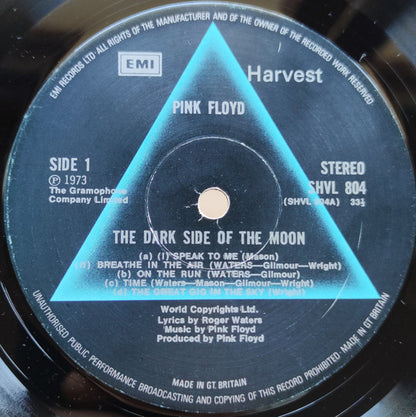 ALL RIGHTS OF THE MANUFACTURER AND OF THE OWNER OF THE RECORDED WORK RESERVED
EMI RECORDS LTD
EMI
Harvest
PINK FLOYD
SIDE 1
STEREO
Ⓟ 1973
SHVL 804
The Gramophone
Company Limited
(SHVL 804A) 33⅓
THE DARK SIDE OF THE MOON
(a) (I) SPEAK TO ME (Mason)
BREATHE IN THE AIR (WATERS—Gilmour—Wright)
(b) ON THE RUN (WATERS—Gilmour)
(c) TIME (Waters—Mason—Gilmour—Wright)
(d) THE GREAT GIG IN THE SKY (Wright)
World Copyrights Ltd.
Lyrics by Roger Waters
Music by Pink Floyd
Produced by Pink Floyd
MADE IN GT. BRITAIN
UNAUTHORISED PUBLIC PERFORMANCE BROADCASTING AND COPYING OF THIS RECORD PROHIBITED MADE IN GT. BRITAIN